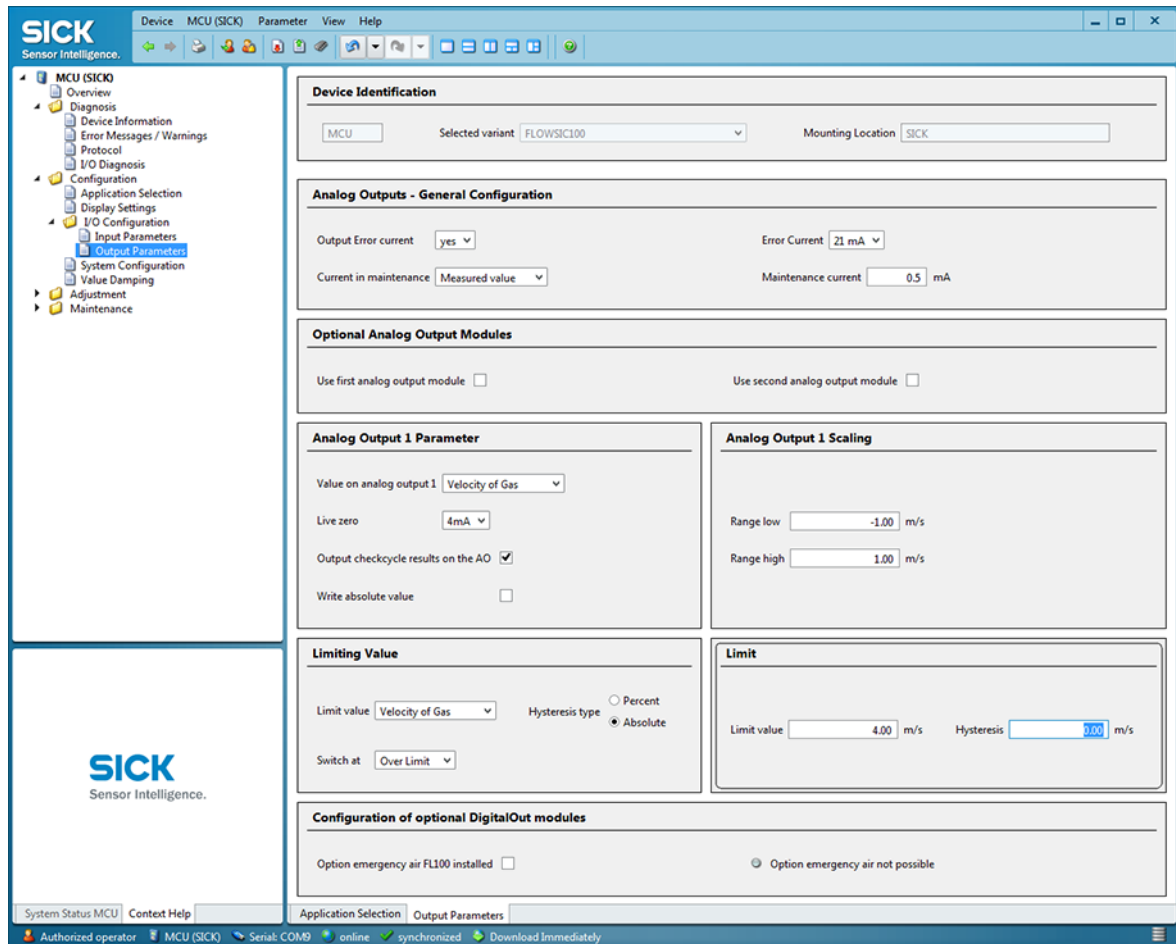 SICK
Sensor Intelligence.
Device MCU (SICK) Parameter View Help
MCU (SICK)
Overview
Diagnosis
Device Information
Error Messages / Warnings
Protocol
I/O Diagnosis
Configuration
Application Selection
Display Settings
I/O Configuration
Input Parameters
Output Parameters
System Configuration
Value Damping
Adjustment
Maintenance
Device Identification
MCU Selected variant FLOWSIC100 Mounting Location SICK
Analog Outputs - General Configuration
Output Error current yes Error Current 21 mA
Current in maintenance Measured value Maintenance current 0.5 mA
Optional Analog Output Modules
Use first analog output module Use second analog output module
Analog Output 1 Parameter
Value on analog output 1 Velocity of Gas
Live zero 4mA
Output checkcycle results on the AO
Write absolute value
Analog Output 1 Scaling
Range low -1.00 m/s
Range high 1.00 m/s
Limiting Value
Limit value Velocity of Gas Hysteresis type Percent
Absolute
Switch at Over Limit
Limit
Limit value 4.00 m/s Hysteresis 0.00 m/s
Configuration of optional DigitalOut modules
Option emergency air FL100 installed Option emergency air not possible
SICK
Sensor Intelligence.
System Status MCU Context Help
Application Selection Output Parameters
Authorized operator MCU (SICK) Serial: COM9 online synchronized Download Immediately